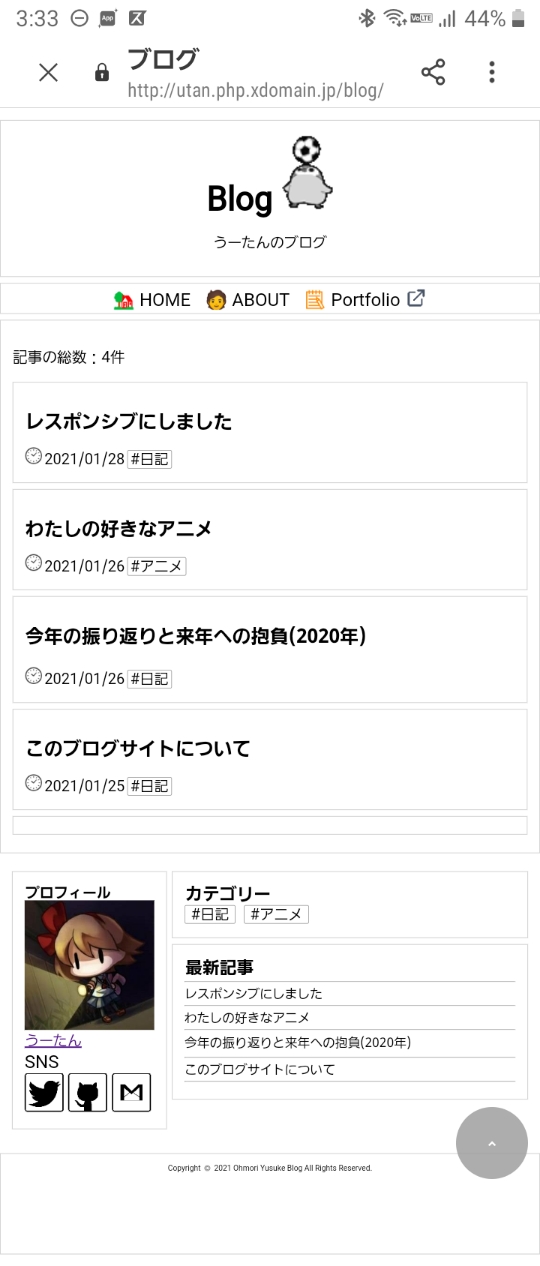 3:33 App 44%
ブログ
http://utan.php.xdomain.jp/blog/
Blog
うーたんのブログ
HOME ABOUT Portfolio
記事の総数：4件
レスポンシブにしました
2021/01/28 #日記
わたしの好きなアニメ
2021/01/26 #アニメ
今年の振り返りと来年への抱負(2020年)
2021/01/26 #日記
このブログサイトについて
2021/01/25 #日記
プロフィール
うーたん
SNS
カテゴリー
#日記 #アニメ
最新記事
レスポンシブにしました
わたしの好きなアニメ
今年の振り返りと来年への抱負(2020年)
このブログサイトについて
Copyright © 2021 Ohmori Yusuke Blog All Rights Reserved.